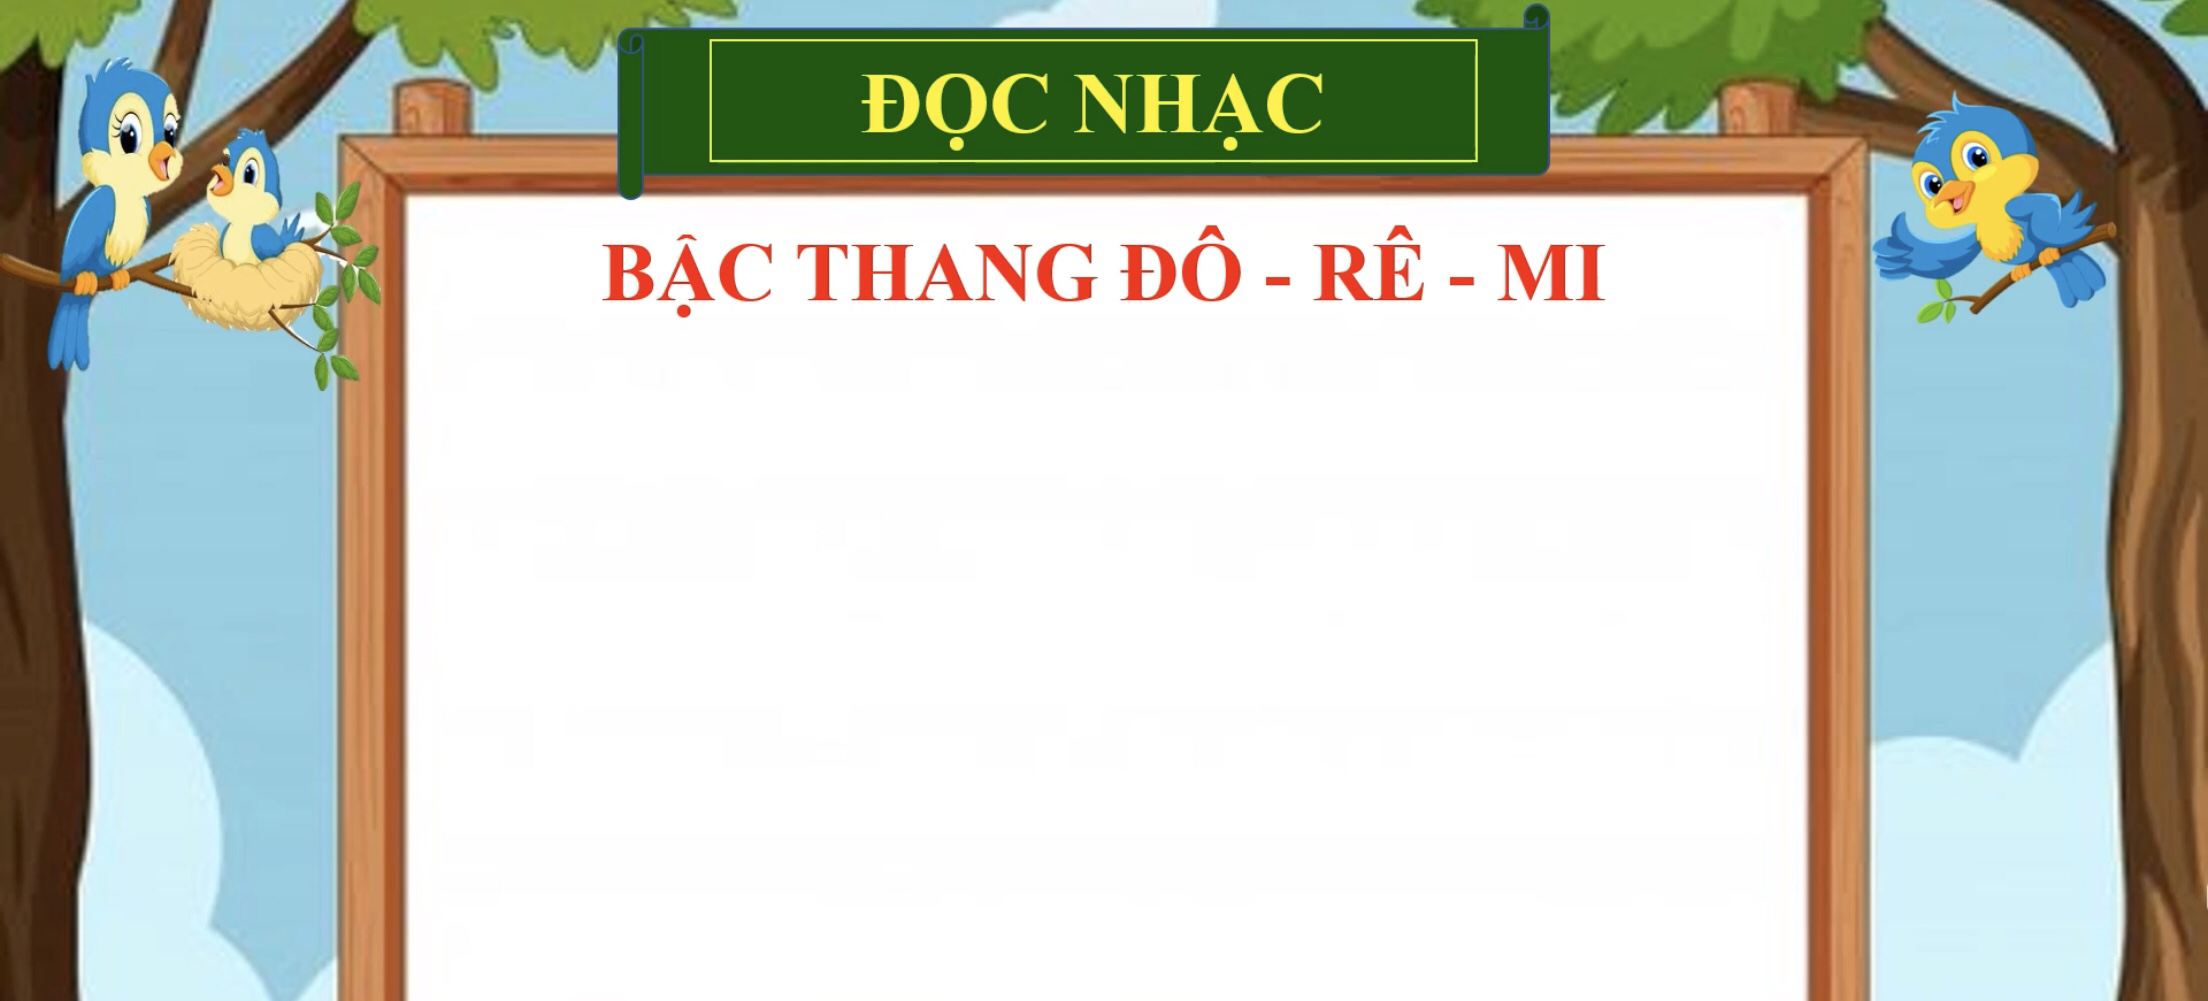 ĐỌC NHẠC
BẬC THANG ĐÔ - RÊ - MI